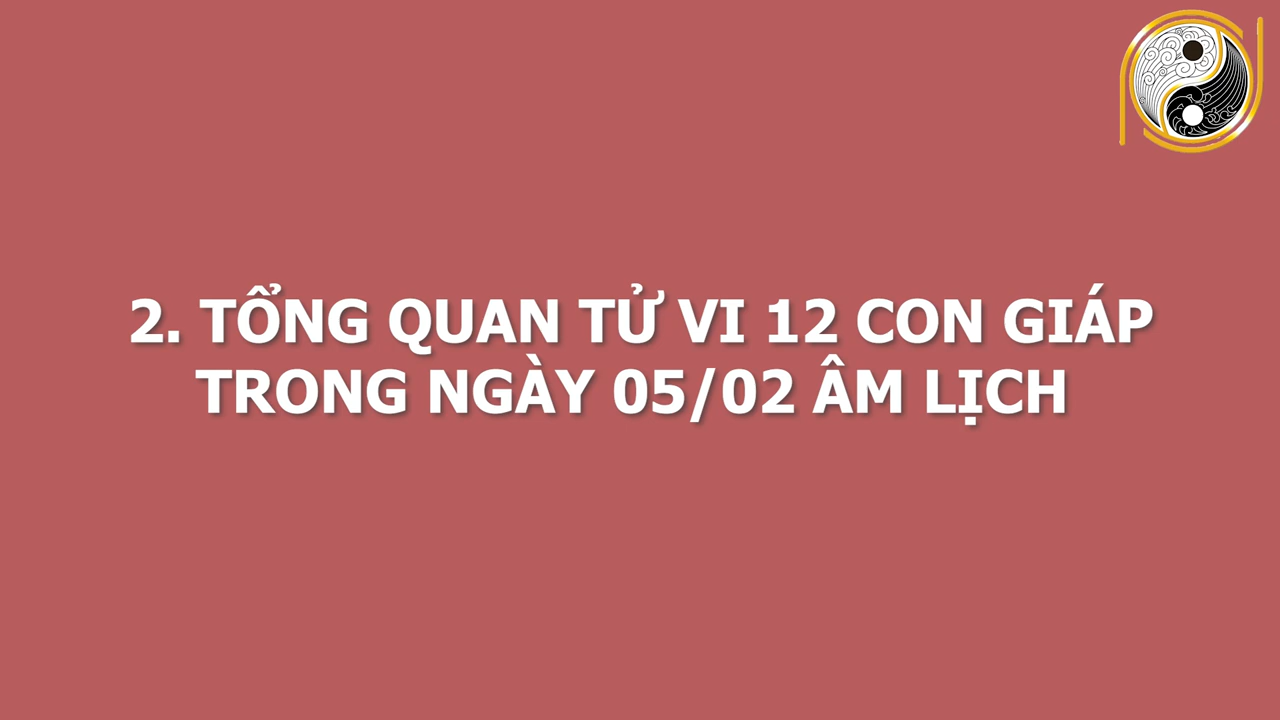 2. TỔNG QUAN TỬ VI 12 CON GIÁP
TRONG NGÀY 05/02 ÂM LỊCH